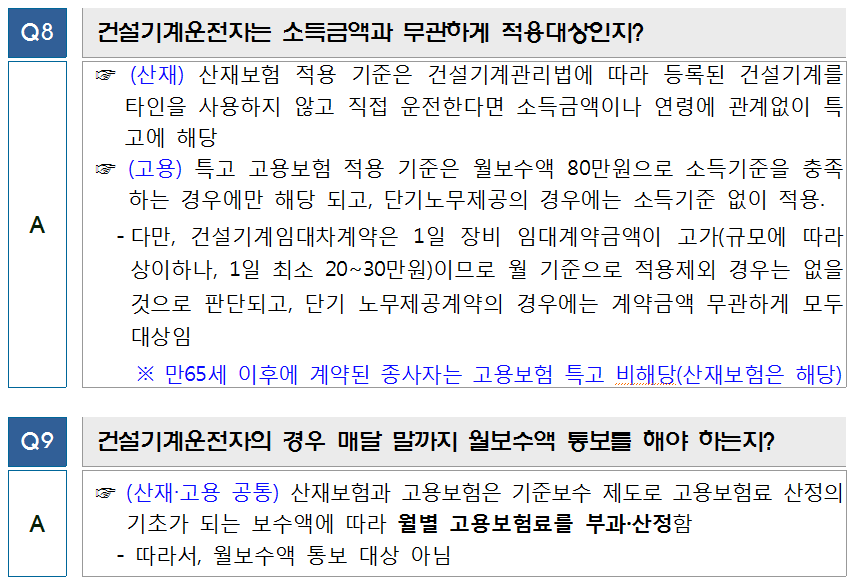 Q8 건설기계운전자는 소득금액과 무관하게 적용대상인지?
☞ (산재) 산재보험 적용 기준은 건설기계관리법에 따라 등록된 건설기계를
타인을 사용하지 않고 직접 운전한다면 소득금액이나 연령에 관계없이 특
고에 해당
☞ (고용) 특고 고용보험 적용 기준은 월보수액 80만원으로 소득기준을 충족
하는 경우에만 해당 되고, 단기노무제공의 경우에는 소득기준 없이 적용.
A
- 다만, 건설기계임대차계약은 1일 장비 임대계약금액이 고가(규모에 따라
상이하나, 1일 최소 20~30만원)이므로 월 기준으로 적용제외 경우는 없을
것으로 판단되고, 단기 노무제공계약의 경우에는 계약금액 무관하게 모두
대상임
※ 만65세 이후에 계약된 종사자는 고용보험 특고 비해당(산재보험은 해당)
Q9 건설기계운전자의 경우 매달 말까지 월보수액 통보를 해야 하는지?
☞ (산재·고용 공통) 산재보험과 고용보험은 기준보수 제도로 고용보험료 산정의
A 기초가 되는 보수액에 따라 월별 고용보험료를 부과·산정함
- 따라서, 월보수액 통보 대상 아님